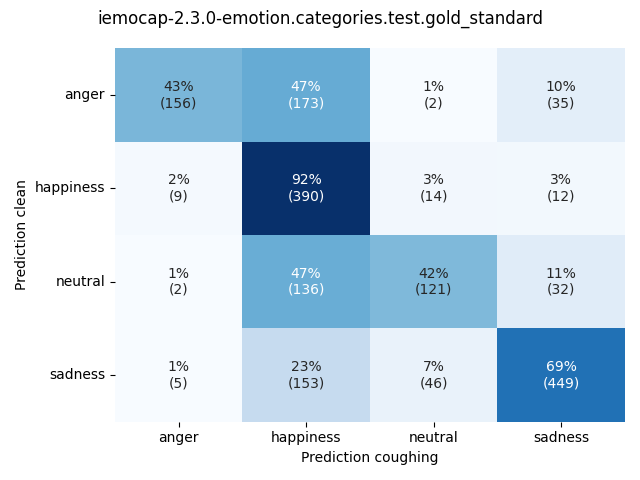 iemocap-2.3.0-emotion.categories.test.gold_standard
Prediction clean
anger
43%
(156)
47%
(173)
1%
(2)
10%
(35)
happiness
2%
(9)
92%
(390)
3%
(14)
3%
(12)
neutral
1%
(2)
47%
(136)
42%
(121)
11%
(32)
sadness
1%
(5)
23%
(153)
7%
(46)
69%
(449)
anger
happiness
neutral
sadness
Prediction coughing